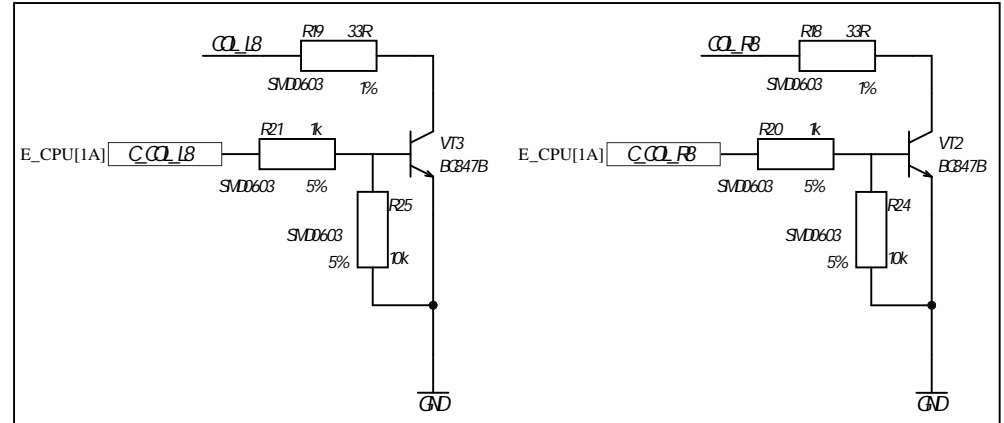 R19 33R
COL_L8
SMD0603 1%
R21 1k
E_CPU[1A] C_COL_L8
VT3
BC847B
SMD0603 5%
R25
SMD0603
5% 10k
GND
R18 33R
COL_R8
SMD0603 1%
R20 1k
E_CPU[1A] C_COL_R8
VT2
BC847B
SMD0603 5%
R24
SMD0603
5% 10k
GND